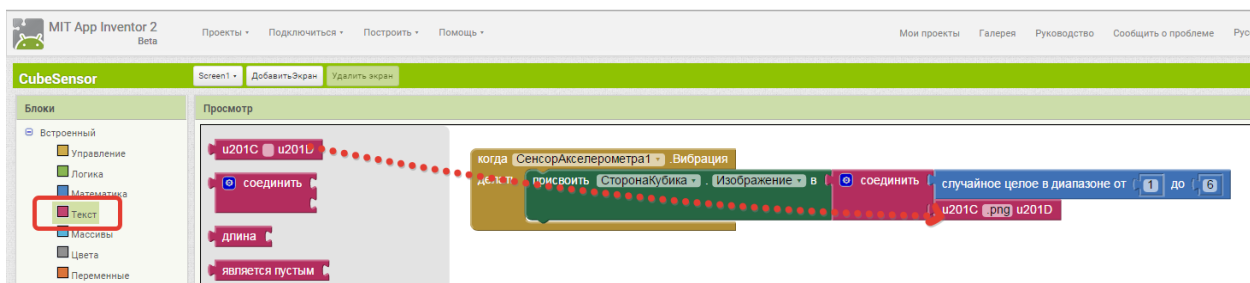 MIT App Inventor 2
Beta
Проекты Подключиться Построить Помощь
Мои проекты Галерея Руководство Сообщить о проблеме Рус
CubeSensor
Screen1 ДобавитьЭкран Удалить экран
Блоки
Просмотр
Встроенный
Управление
Логика
Математика
Текст
Массивы
Цвета
Переменные
u201C u201D
соединить
длина
является пустым
когда СенсорАкселерометра1 .Вибрация
присвоить СторонаКубика . Изображение в соединить случайное целое в диапазоне от 1 до 6
u201C .png u201D